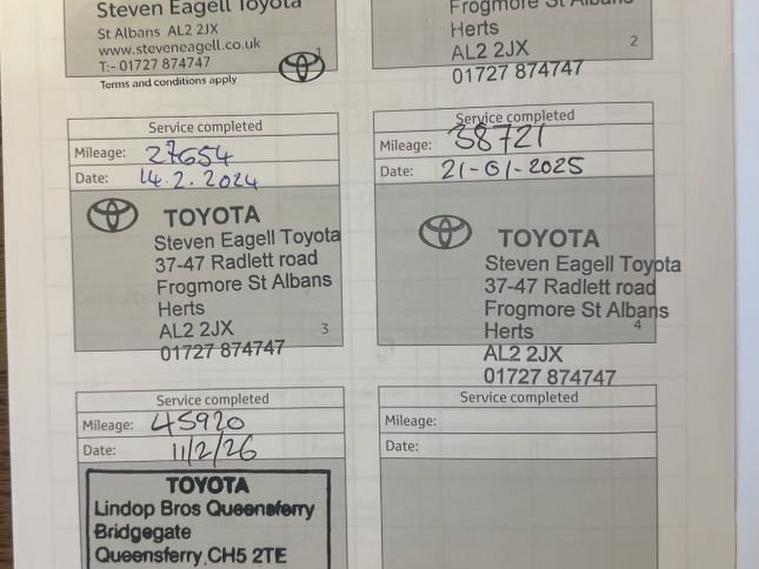 Steven Eagell Toyota
St Albans AL2 2JX
www.steveneagell.co.uk
T:- 01727 874747
Terms and conditions apply
1
Frogmore St Albans
Herts
AL2 2JX
01727 874747
2
Service completed
Mileage: 27654
Date: 14.2.2024
TOYOTA
Steven Eagell Toyota
37-47 Radlett road
Frogmore St Albans
Herts
AL2 2JX
01727 874747
3
Service completed
Mileage: 38721
Date: 21-01-2025
TOYOTA
Steven Eagell Toyota
37-47 Radlett road
Frogmore St Albans
Herts
AL2 2JX
01727 874747
4
Service completed
Mileage: 45920
Date: 11/2/26
TOYOTA
Lindop Bros Queensferry
Bridgegate
Queensferry CH5 2TE
Service completed
Mileage:
Date: